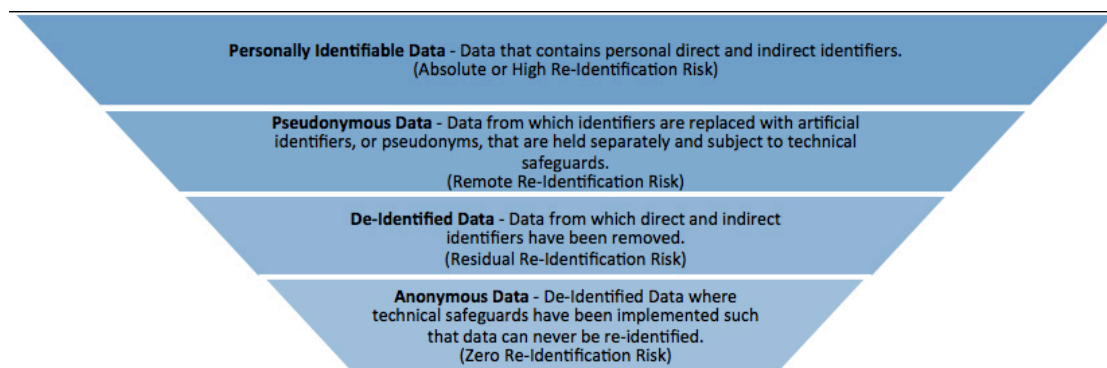 Personally Identifiable Data - Data that contains personal direct and indirect identifiers.
(Absolute or High Re-Identification Risk)
Pseudonymous Data - Data from which identifiers are replaced with artificial
identifiers, or pseudonyms, that are held separately and subject to technical
safeguards.
(Remote Re-Identification Risk)
De-Identified Data - Data from which direct and indirect
identifiers have been removed.
(Residual Re-Identification Risk)
Anonymous Data - De-Identified Data where
technical safeguards have been implemented such
that data can never be re-identified.
(Zero Re-Identification Risk)